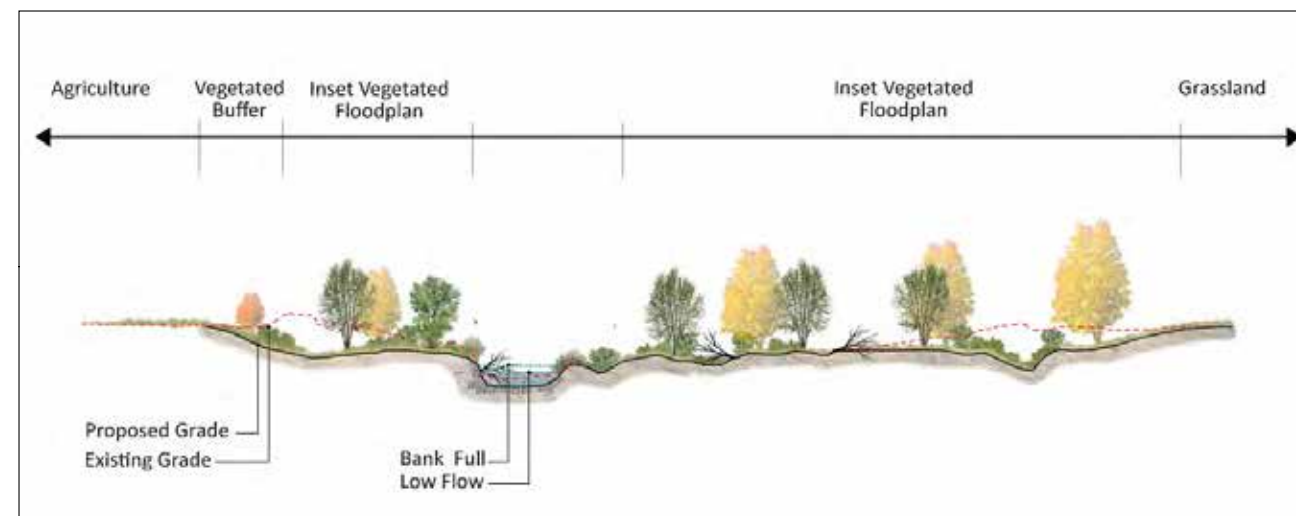 Agriculture
Vegetated
Buffer
Inset Vegetated
Floodplan
Inset Vegetated
Floodplan
Grassland
Proposed Grade
Existing Grade
Bank Full
Low Flow